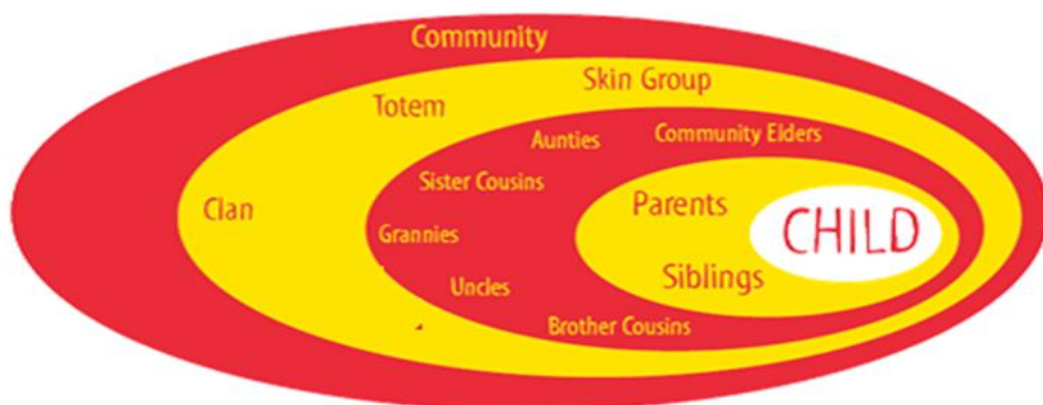 Community
Skin Group
Totem
Aunties
Community Elders
Sister Cousins
Clan
Parents
CHILD
Grannies
Siblings
Uncles
Brother Cousins